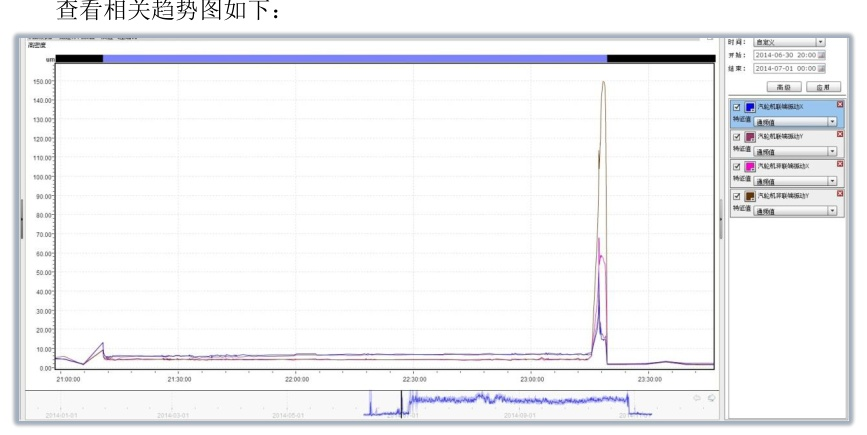 查看相关趋势图如下：
高密度
um
150.00
140.00
130.00
120.00
110.00
100.00
90.00
80.00
70.00
60.00
50.00
40.00
30.00
20.00
10.00
0.00
21:00:00 21:30:00 22:00:00 22:30:00 23:00:00 23:30:00
2014-01-01 2014-03-01 2014-05-01 2014-09-01
时间： 自定义
开始： 2014-06-30 20:00
结束： 2014-07-01 00:00
高级 应用
汽轮机联端振动X
特征值 通频值
汽轮机联端振动Y
特征值 通频值
汽轮机非联端振动X
特征值 通频值
汽轮机非联端振动Y
特征值 通频值